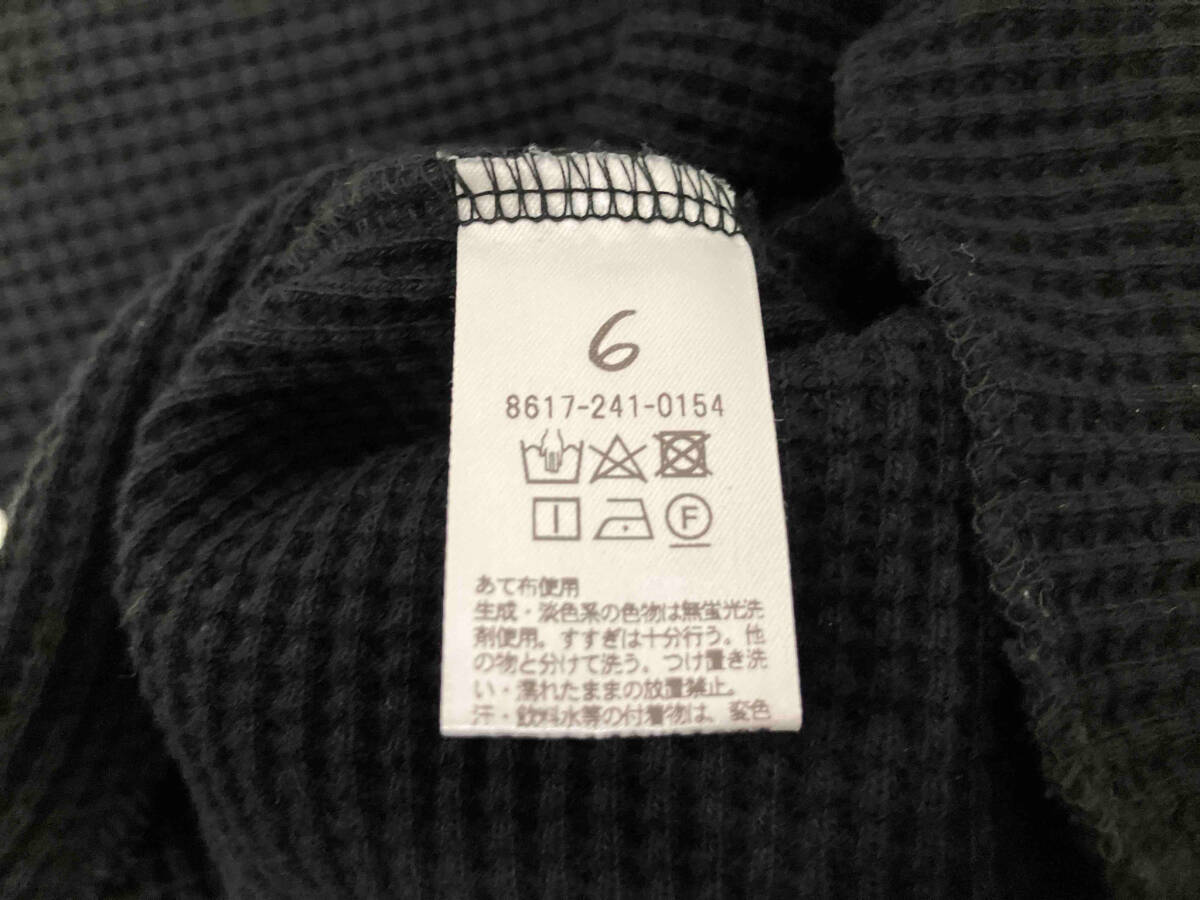 6
8617-241-0154
F
あて布使用
生成・淡色系の色物は無蛍光洗
剤使用。すすぎは十分行う。他
の物と分けて洗う。つけ置き洗
い・濡れたままの放置禁止。
汗・飲料水等の付着物は、変色